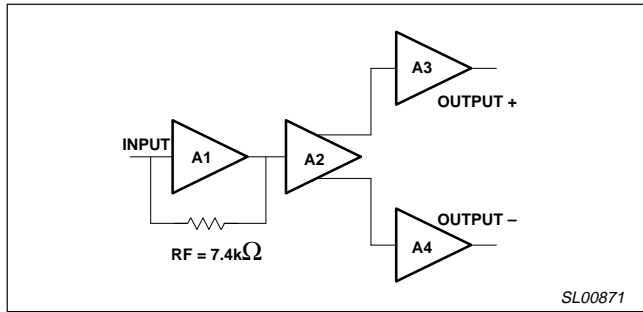 A3
OUTPUT +
INPUT
A1
A2
RF = 7.4kΩ
OUTPUT –
A4
SL00871